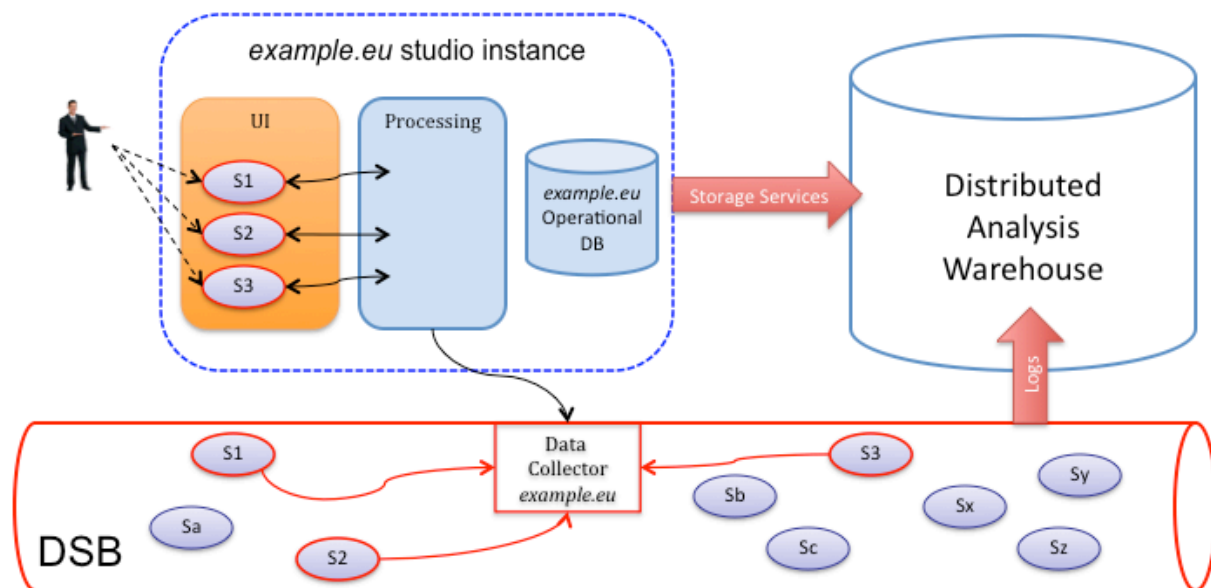 example.eu studio instance
UI
Processing
S1
S2
S3
example.eu
Operational
DB
Storage Services
Distributed
Analysis
Warehouse
Logs
DSB
S1
Sa
S2
Data
Collector
example.eu
S3
Sb
Sc
Sx
Sy
Sz